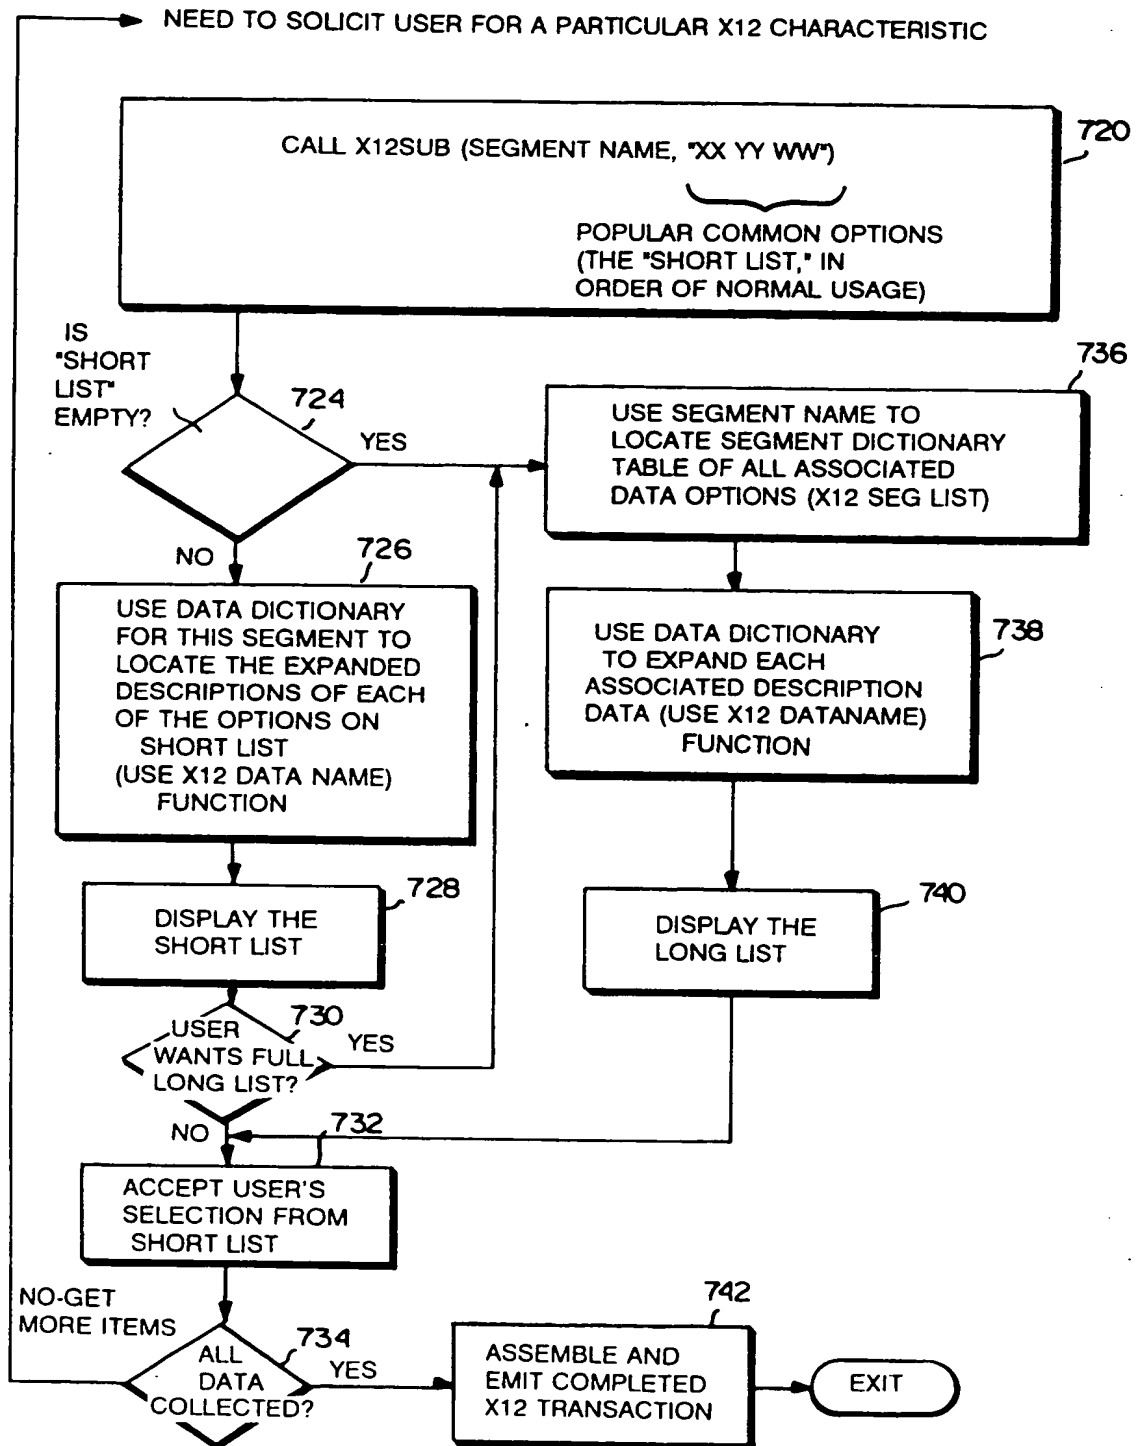 NEED TO SOLICIT USER FOR A PARTICULAR X12 CHARACTERISTIC
720
CALL X12SUB (SEGMENT NAME, "XX YY WW")
POPULAR COMMON OPTIONS
(THE "SHORT LIST," IN
ORDER OF NORMAL USAGE)
IS
"SHORT
LIST"
EMPTY?
724
YES
NO
736
USE SEGMENT NAME TO
LOCATE SEGMENT DICTIONARY
TABLE OF ALL ASSOCIATED
DATA OPTIONS (X12 SEG LIST)
726
USE DATA DICTIONARY
FOR THIS SEGMENT TO
LOCATE THE EXPANDED
DESCRIPTIONS OF EACH
OF THE OPTIONS ON
SHORT LIST
(USE X12 DATA NAME)
FUNCTION
738
USE DATA DICTIONARY
TO EXPAND EACH
ASSOCIATED DESCRIPTION
DATA (USE X12 DATANAME)
FUNCTION
728
DISPLAY THE
SHORT LIST
740
DISPLAY THE
LONG LIST
730
USER
WANTS FULL
LONG LIST?
YES
NO
732
ACCEPT USER'S
SELECTION FROM
SHORT LIST
NO-GET
MORE ITEMS
734
ALL
DATA
COLLECTED?
YES
742
ASSEMBLE AND
EMIT COMPLETED
X12 TRANSACTION
EXIT